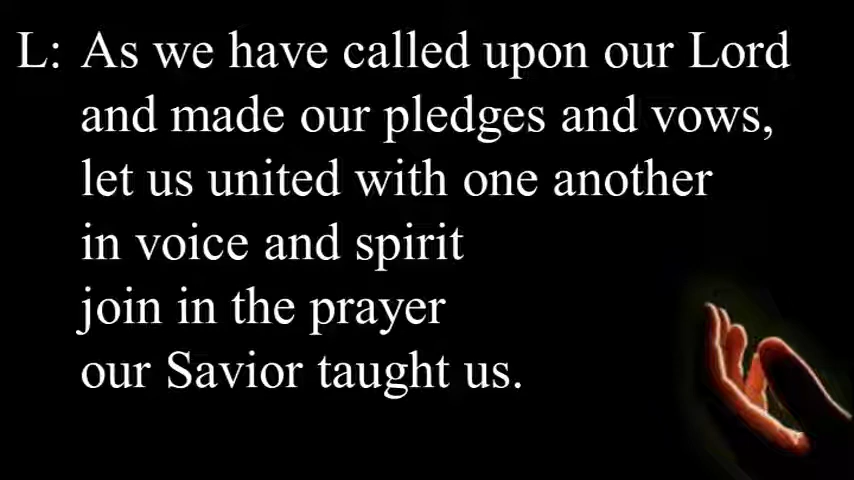 L: As we have called upon our Lord
and made our pledges and vows,
let us united with one another
in voice and spirit
join in the prayer
our Savior taught us.